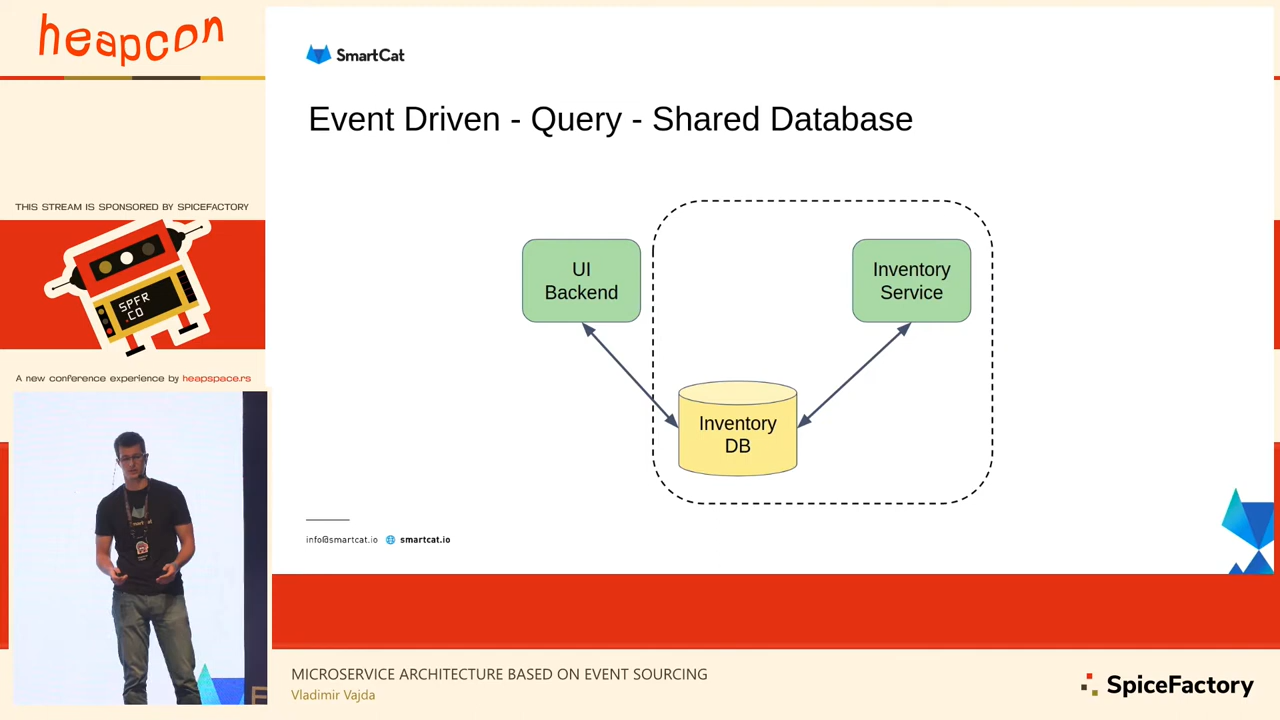 heapcon
THIS STREAM IS SPONSORED BY SPICEFACTORY
SPFR
.CO
A new conference experience by heapspace.rs
SmartCat
Event Driven - Query - Shared Database
UI
Backend
Inventory
Service
Inventory
DB
info@smartcat.io smartcat.io
MICROSERVICE ARCHITECTURE BASED ON EVENT SOURCING
Vladimir Vajda
SpiceFactory